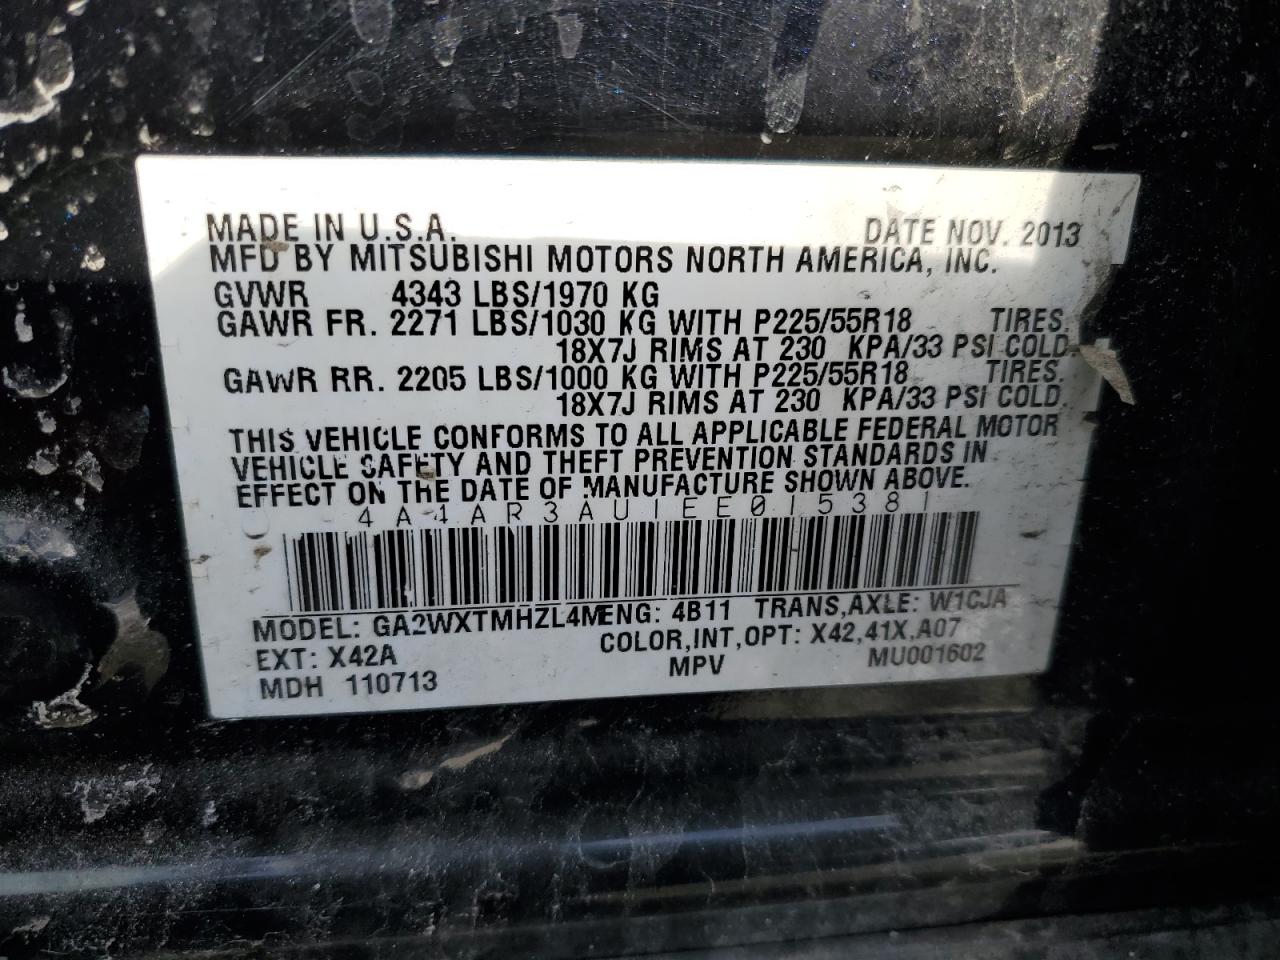 MADE IN U.S.A. DATE NOV. 2013
MFD BY MITSUBISHI MOTORS NORTH AMERICA, INC.
GVWR 4343 LBS/1970 KG
GAWR FR. 2271 LBS/1030 KG WITH P225/55R18 TIRES,
18X7J RIMS AT 230 KPA/33 PSI COLD.
GAWR RR. 2205 LBS/1000 KG WITH P225/55R18 TIRES,
18X7J RIMS AT 230 KPA/33 PSI COLD.
THIS VEHICLE CONFORMS TO ALL APPLICABLE FEDERAL MOTOR
VEHICLE SAFETY AND THEFT PREVENTION STANDARDS IN
EFFECT ON THE DATE OF MANUFACTURE SHOWN ABOVE.
4A4AR3AU1EE015381
MODEL: GA2WXTMHZL4M ENG: 4B11 TRANS,AXLE: W1CJA
EXT: X42A COLOR,INT,OPT: X42,41X,A07
MDH 110713 MPV MU001602